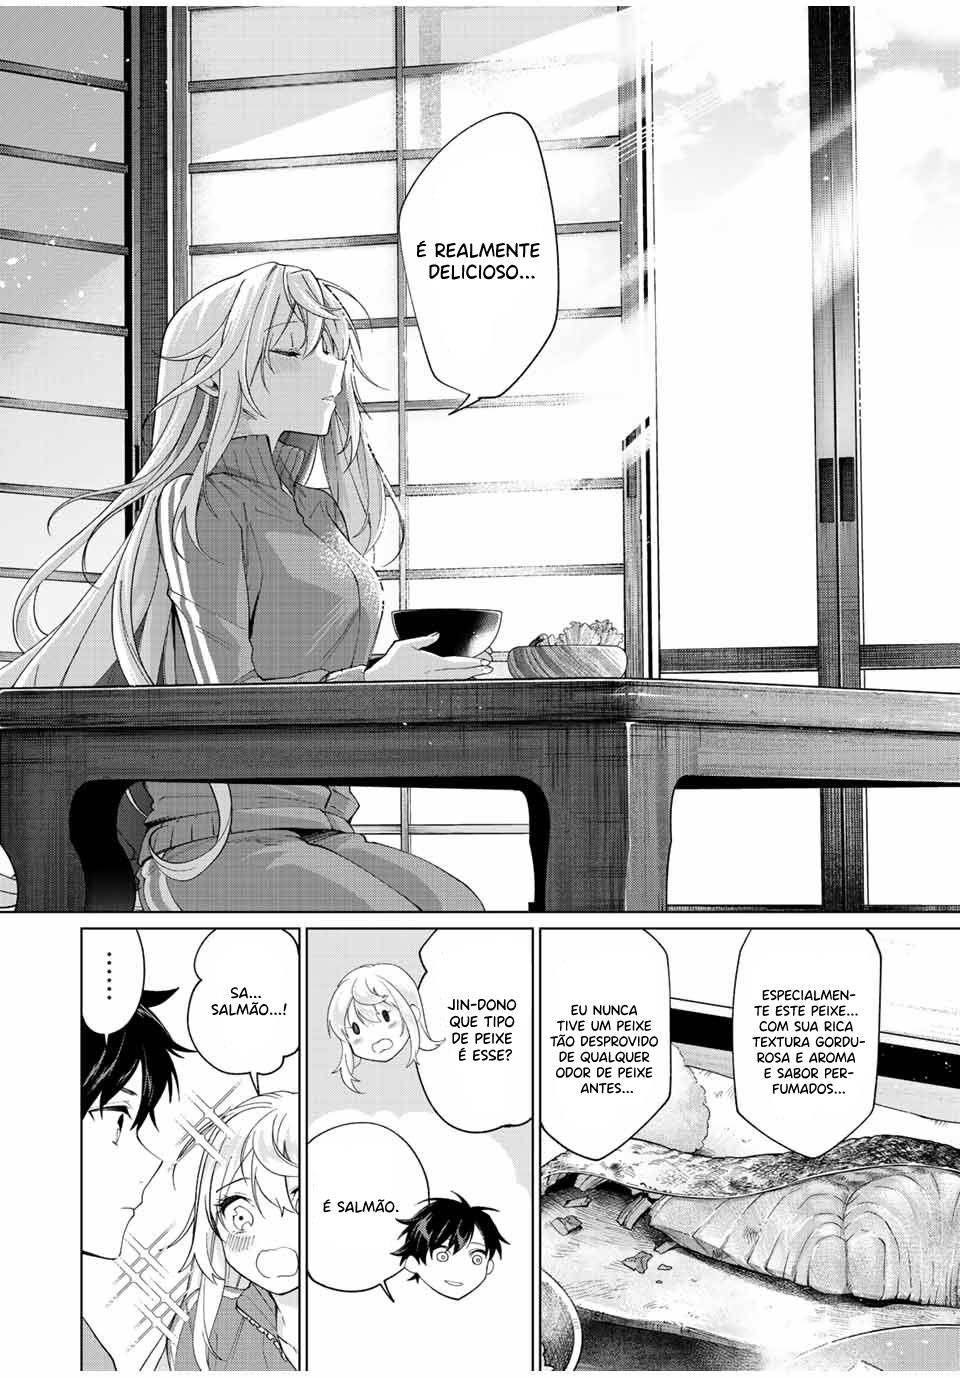 É REALMENTE
DELICIOSO...
ESPECIALMEN-
TE ESTE PEIXE...
COM SUA RICA
TEXTURA GORDU-
ROSA E AROMA
E SABOR PER-
FUMADOS...
EU NUNCA
TIVE UM PEIXE
TÃO DESPROVIDO
DE QUALQUER
ODOR DE PEIXE
ANTES...
JIN-DONO
QUE TIPO
DE PEIXE
É ESSE?
É SALMÃO.
SA...
SALMÃO...!
........